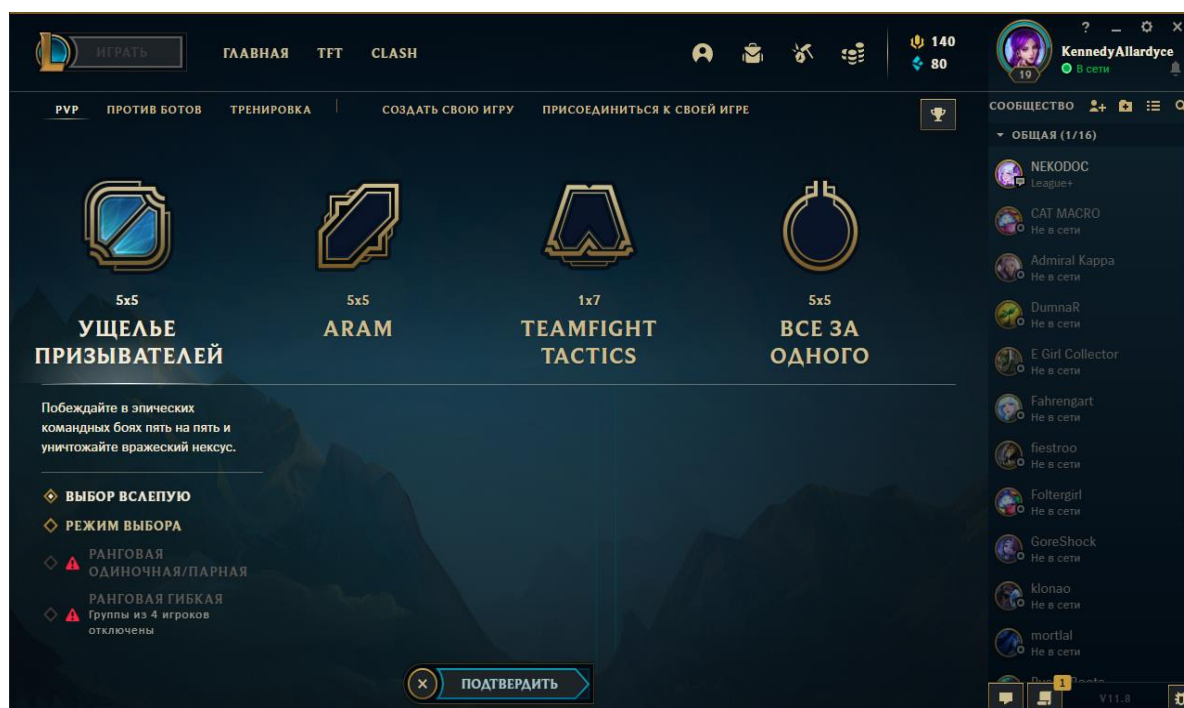 ИГРАТЬ
ГЛАВНАЯ TFT CLASH
140
80
19
?
KennedyAllardyce
В сети
PVP ПРОТИВ БОТОВ ТРЕНИРОВКА СОЗДАТЬ СВОЮ ИГРУ ПРИСОЕДИНИТЬСЯ К СВОЕЙ ИГРЕ
5x5
УЩЕЛЬЕ
ПРИЗЫВАТЕЛЕЙ
5x5
ARAM
1x7
TEAMFIGHT
TACTICS
5x5
ВСЕ ЗА
ОДНОГО
Побеждайте в эпических
командных боях пять на пять и
уничтожайте вражеский нексус.
ВЫБОР ВСЛЕПУЮ
РЕЖИМ ВЫБОРА
РАНГОВАЯ
ОДИНОЧНАЯ/ПАРНАЯ
РАНГОВАЯ ГИБКАЯ
Группы из 4 игроков
отключены
ПОДТВЕРДИТЬ
СООБЩЕСТВО
ОБЩАЯ (1/16)
NEKODOC
League+
CAT MACRO
Не в сети
Admiral Kappa
Не в сети
DumnaR
Не в сети
E Girl Collector
Не в сети
Fahrengart
Не в сети
fiestroo
Не в сети
Foltergirl
Не в сети
GoreShock
Не в сети
klonao
Не в сети
mortlal
Не в сети
1
V11.8